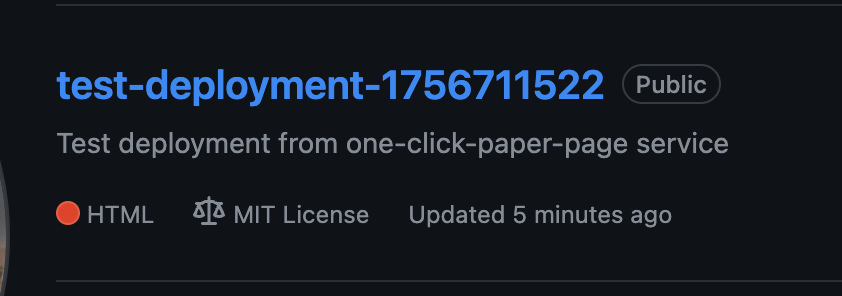 test-deployment-1756711522 Public
Test deployment from one-click-paper-page service
HTML MIT License Updated 5 minutes ago